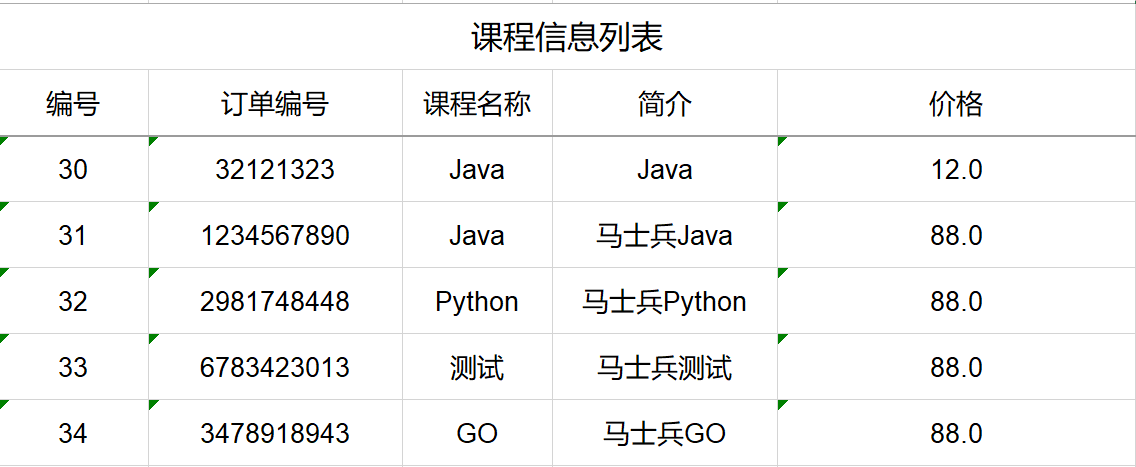 课程信息列表
编号 订单编号 课程名称 简介 价格
30 32121323 Java Java 12.0
31 1234567890 Java 马士兵Java 88.0
32 2981748448 Python 马士兵Python 88.0
33 6783423013 测试 马士兵测试 88.0
34 3478918943 GO 马士兵GO 88.0